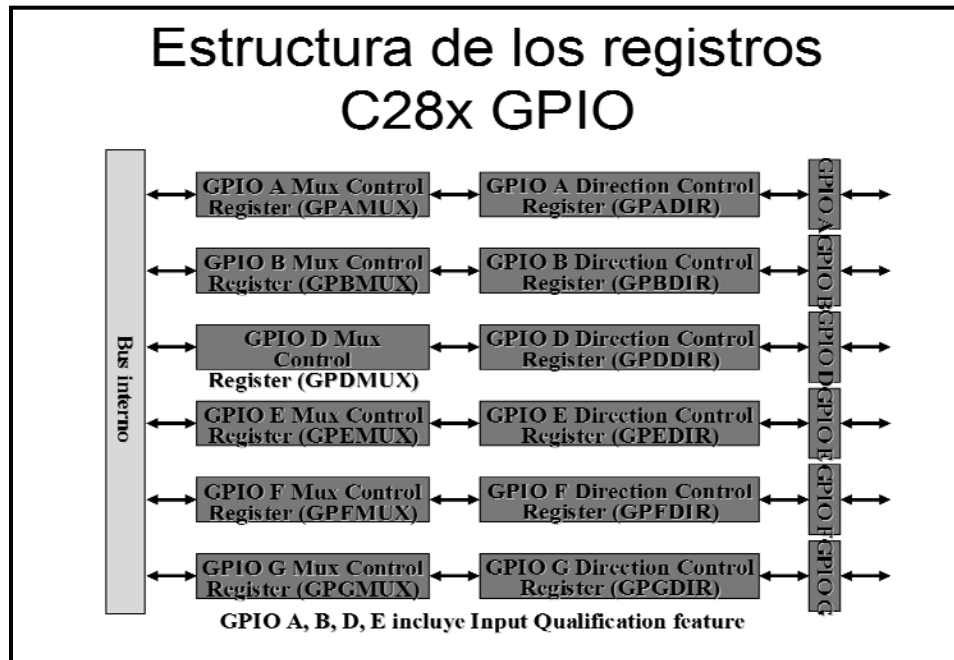 Estructura de los registros
C28x GPIO
Bus interno
GPIO A Mux Control
Register (GPAMUX)
GPIO A Direction Control
Register (GPADIR)
GPIO A
GPIO B Mux Control
Register (GPBMUX)
GPIO B Direction Control
Register (GPBDIR)
GPIO B
GPIO D Mux
Control
Register (GPDMUX)
GPIO D Direction Control
Register (GPDDIR)
GPIO D
GPIO E Mux Control
Register (GPEMUX)
GPIO E Direction Control
Register (GPEDIR)
GPIO E
GPIO F Mux Control
Register (GPFMUX)
GPIO F Direction Control
Register (GPFDIR)
GPIO F
GPIO G Mux Control
Register (GPGMUX)
GPIO G Direction Control
Register (GPGDIR)
GPIO G
GPIO A, B, D, E incluye Input Qualification feature